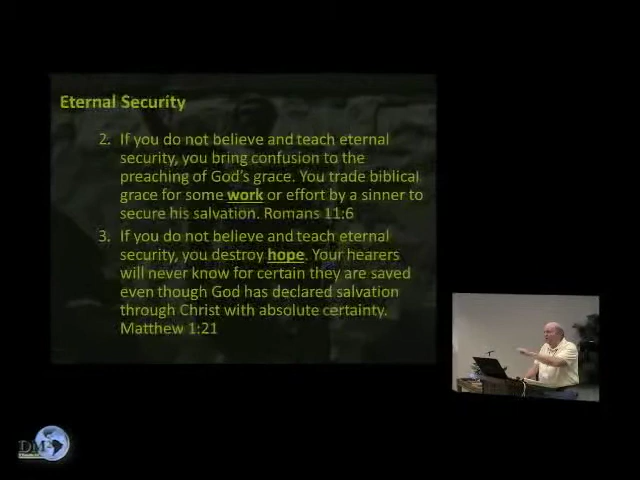 Eternal Security
2. If you do not believe and teach eternal
security, you bring confusion to the
preaching of God's grace. You trade biblical
grace for some work or effort by a sinner to
secure his salvation. Romans 11:6
3. If you do not believe and teach eternal
security, you destroy hope. Your hearers
will never know for certain they are saved
even though God has declared salvation
through Christ with absolute certainty.
Matthew 1:21